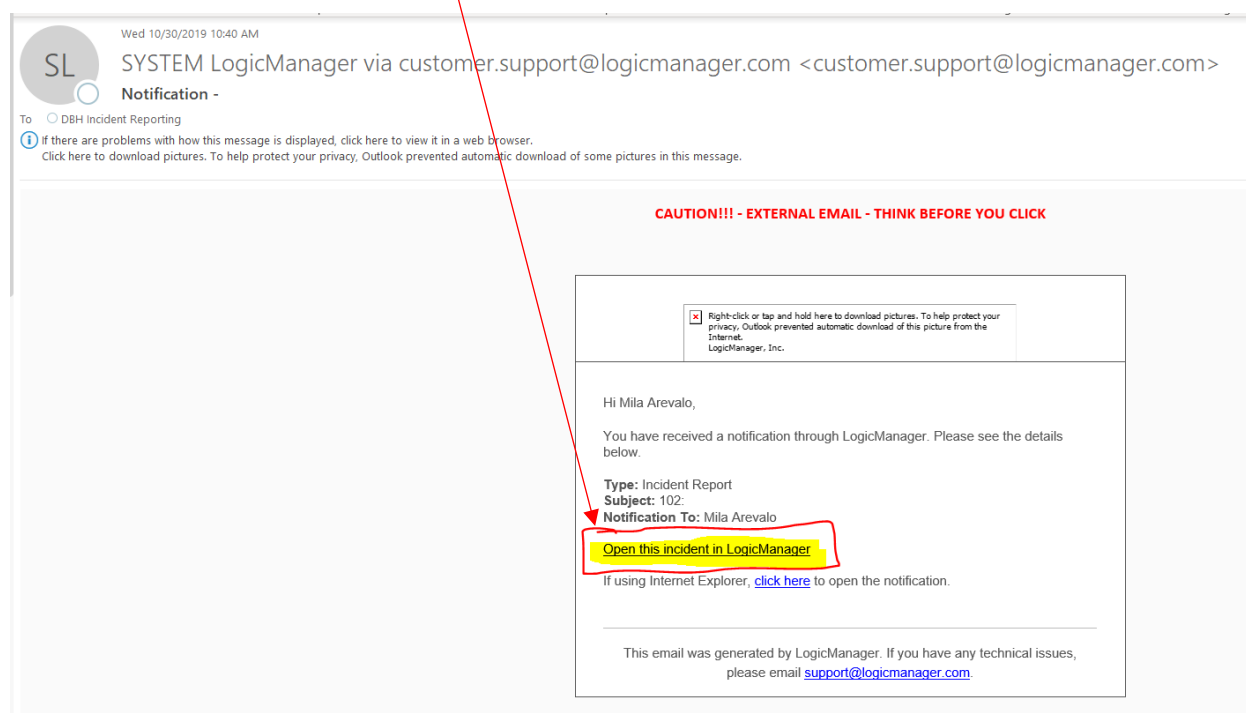 Wed 10/30/2019 10:40 AM
SL
SYSTEM LogicManager via customer.support@logicmanager.com <customer.support@logicmanager.com>
Notification -
To DBH Incident Reporting
If there are problems with how this message is displayed, click here to view it in a web browser.
Click here to download pictures. To help protect your privacy, Outlook prevented automatic download of some pictures in this message.
CAUTION!!! - EXTERNAL EMAIL - THINK BEFORE YOU CLICK
Right-click or tap and hold here to download pictures. To help protect your
privacy, Outlook prevented automatic download of this picture from the
Internet.
LogicManager, Inc.
Hi Mila Arevalo,
You have received a notification through LogicManager. Please see the details
below.
Type: Incident Report
Subject: 102:
Notification To: Mila Arevalo
Open this incident in LogicManager
If using Internet Explorer, click here to open the notification.
This email was generated by LogicManager. If you have any technical issues,
please email support@logicmanager.com.